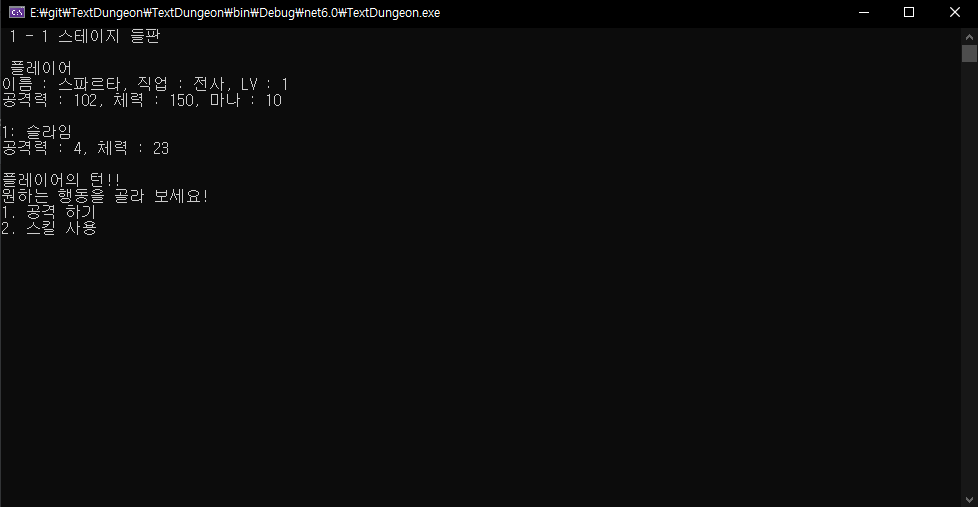 E:₩git₩TextDungeon₩TextDungeon₩bin₩Debug₩net6.0₩TextDungeon.exe
1 - 1 스테이지 들판
플레이어
이름 : 스파르타, 직업 : 전사, LV : 1
공격력 : 102, 체력 : 150, 마나 : 10
1: 슬라임
공격력 : 4, 체력 : 23
플레이어의 턴!!
원하는 행동을 골라 보세요!
1. 공격 하기
2. 스킬 사용